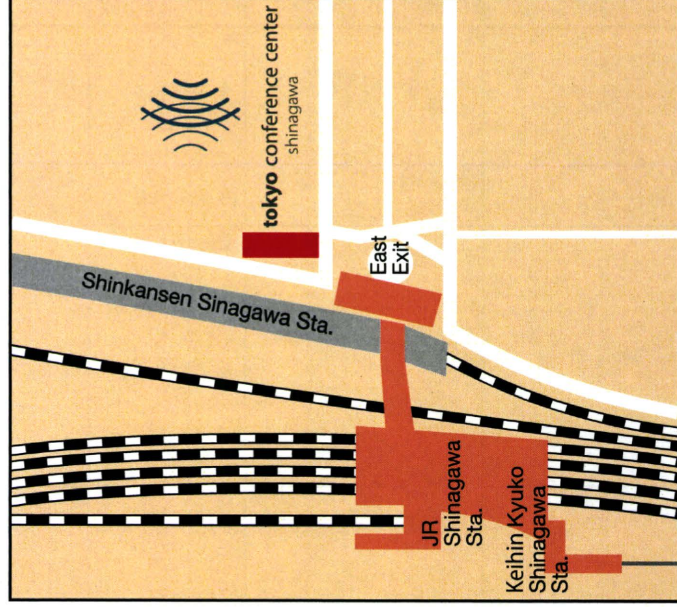 tokyo conference center
shinagawa
Shinkansen Sinagawa Sta.
East
Exit
JR
Shinagawa
Sta.
Keihin Kyuko
Shinagawa
Sta.